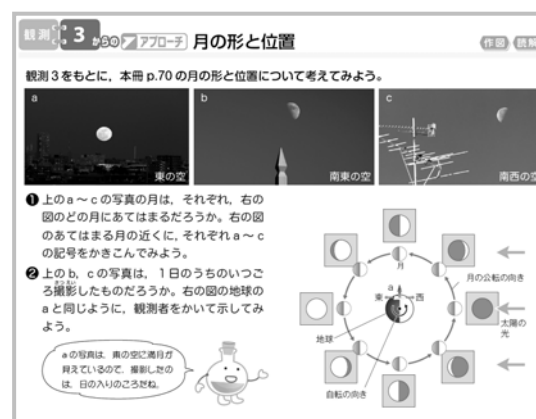 観測 3 からの アプローチ 月の形と位置
作図 読解
観測3をもとに，本冊 p.70 の月の形と位置について考えてみよう。
a
b
c
東の空
南東の空
南西の空
❶ 上のa～cの写真の月は，それぞれ，右の
図のどの月にあてはまるだろうか。右の図
のあてはまる月の近くに，それぞれa～c
の記号をかきこんでみよう。
❷ 上のb，cの写真は，1日のうちのいつご
ろ撮影したものだろうか。右の図の地球の
aと同じように，観測者をかいて示してみ
よう。
aの写真は，東の空に満月が
見えているので，撮影したの
は，日の入りのころだね。
月
月の公転の向き
a
東
西
太陽の
光
地球
自転の向き